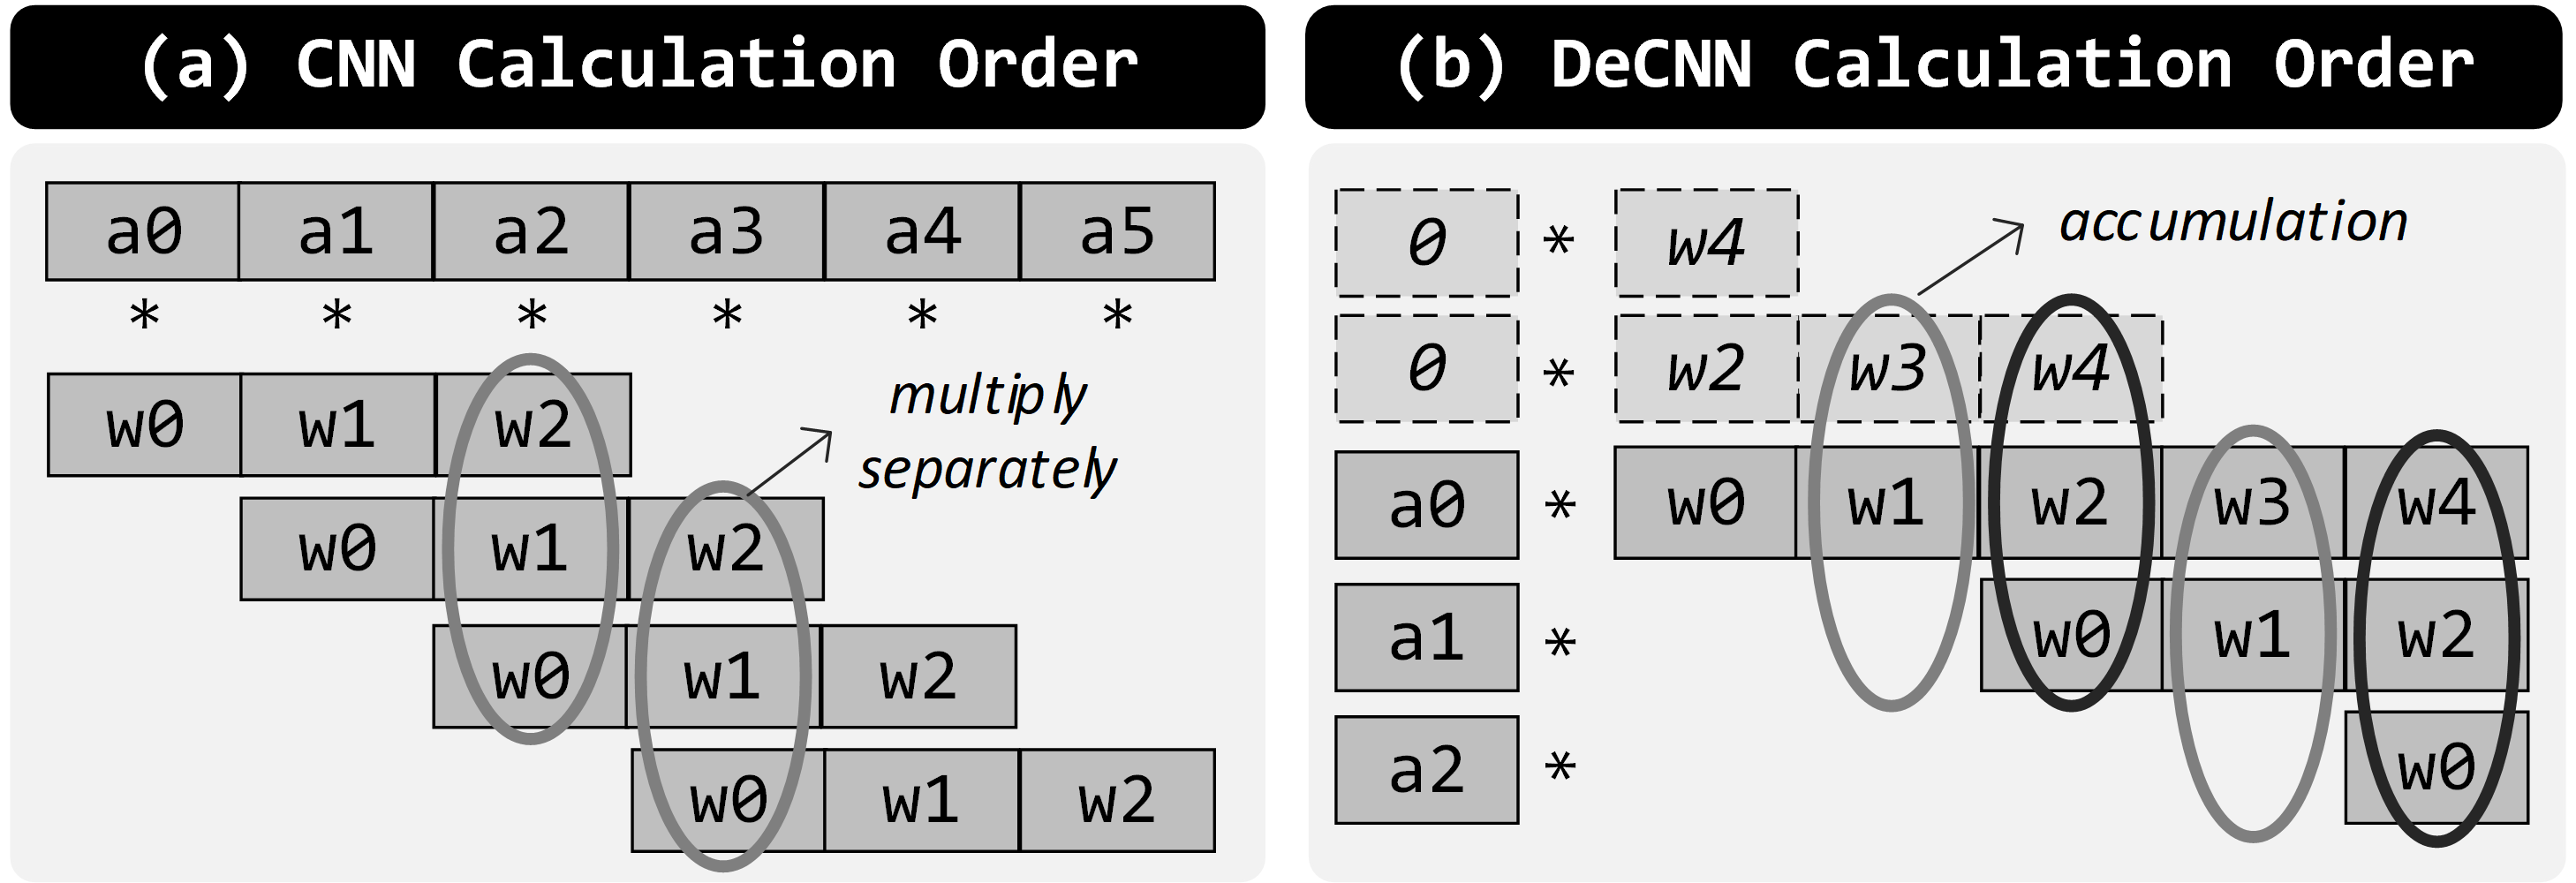 (a) CNN Calculation Order
a0 a1 a2 a3 a4 a5
* * * * * *
w0 w1 w2
multiply
separately
w0 w1 w2
w0 w1 w2
w0 w1 w2
(b) DeCNN Calculation Order
accumulation
0 * w4
0 * w2 w3 w4
a0 * w0 w1 w2 w3 w4
a1 * w0 w1 w2
a2 * w0